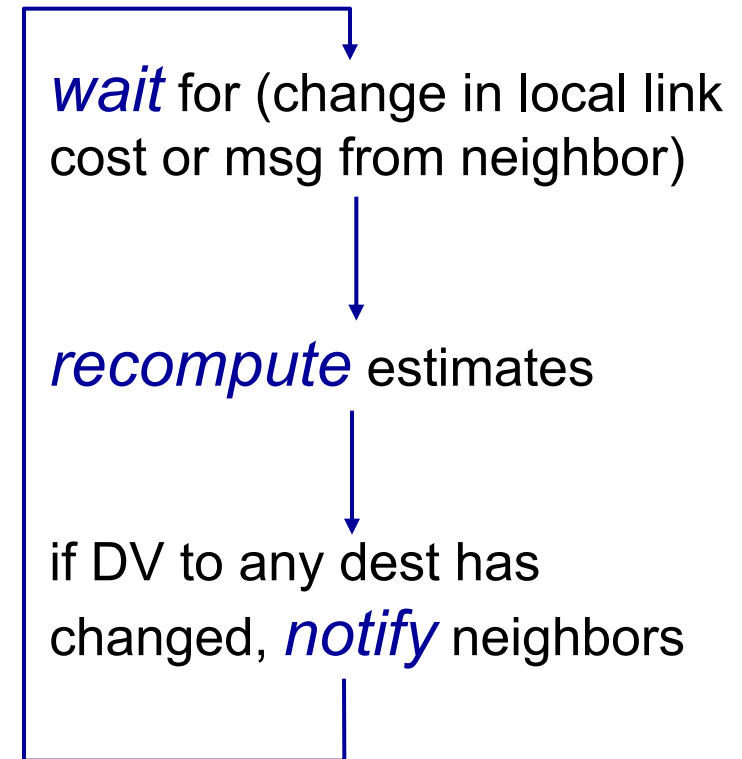 wait for (change in local link
cost or msg from neighbor)
recompute estimates
if DV to any dest has
changed, notify neighbors